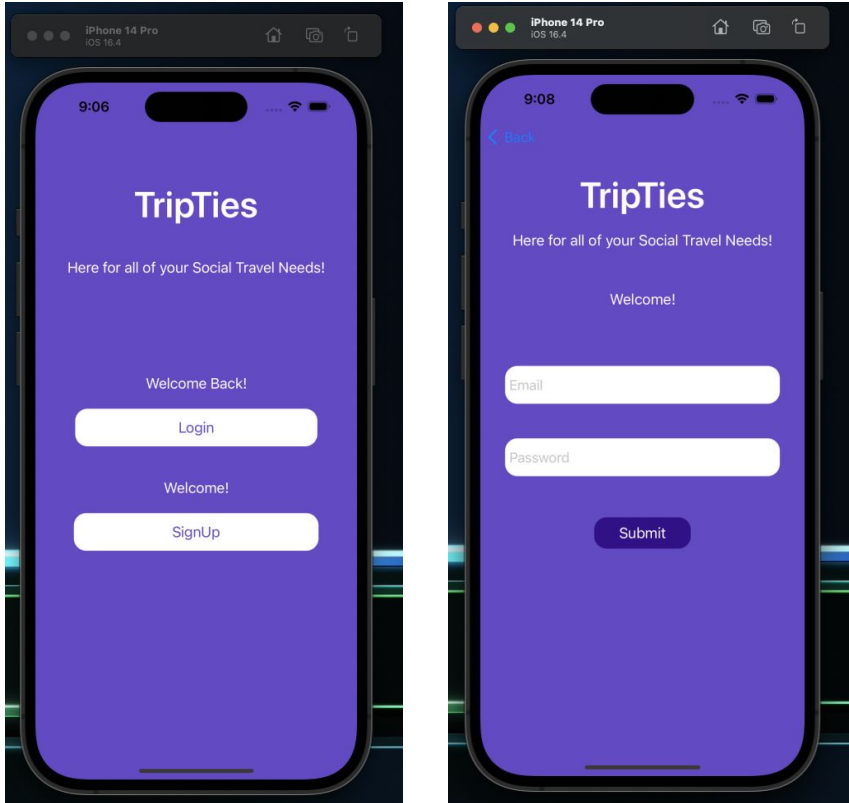 iPhone 14 Pro
iOS 16.4
9:06
TripTies
Here for all of your Social Travel Needs!
Welcome Back!
Login
Welcome!
SignUp
iPhone 14 Pro
iOS 16.4
9:08
Back
TripTies
Here for all of your Social Travel Needs!
Welcome!
Email
Password
Submit